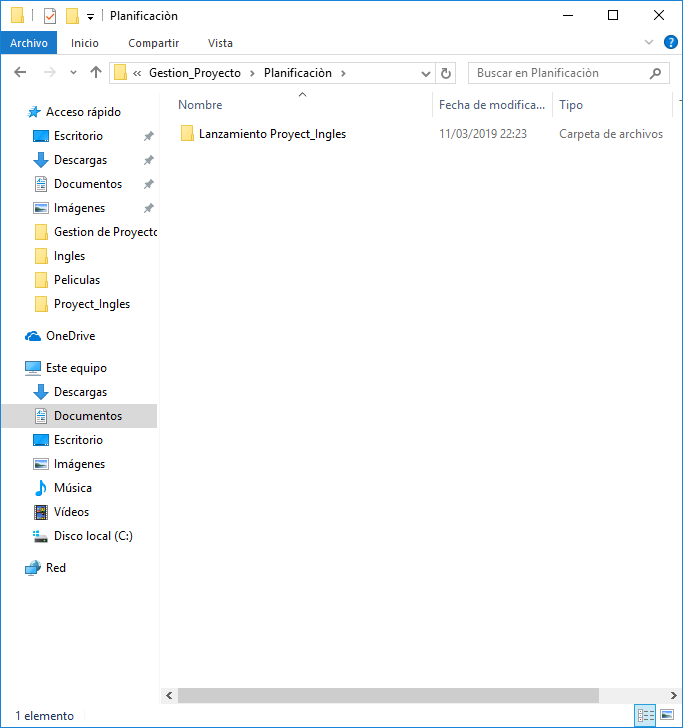 Planificaciòn
Archivo Inicio Compartir Vista
« Gestion_Proyecto > Planificaciòn > Buscar en Planificaciòn
Nombre Fecha de modifica... Tipo
Lanzamiento Proyect_Ingles 11/03/2019 22:23 Carpeta de archivos
Acceso rápido
Escritorio
Descargas
Documentos
Imágenes
Gestion de Proyecto
Ingles
Peliculas
Proyect_Ingles
OneDrive
Este equipo
Descargas
Documentos
Escritorio
Imágenes
Música
Vídeos
Disco local (C:)
Red
1 elemento